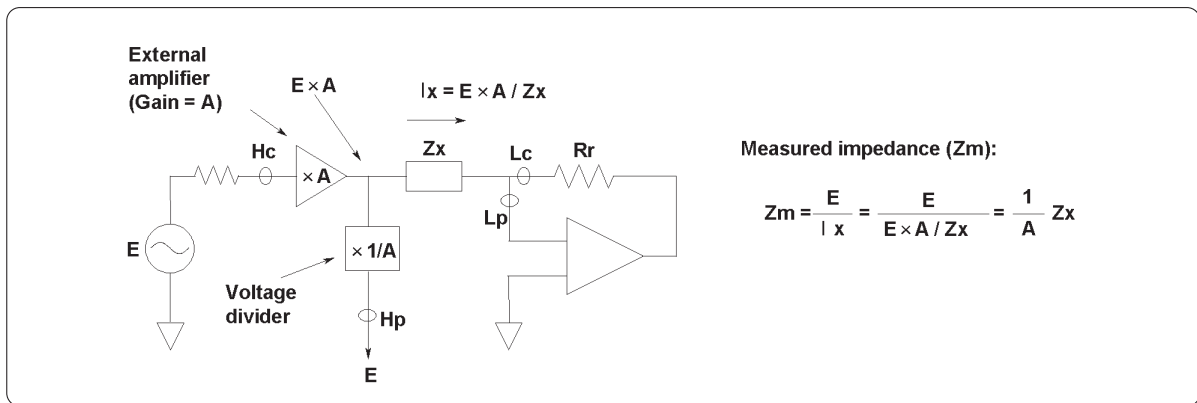 External
amplifier
(Gain = A)
E × A
Ix = E × A / Zx
Hc
× A
Zx
Lc
Rr
Lp
E
× 1/A
Voltage
divider
Hp
E
Measured impedance (Zm):
Zm = E / Ix = E / (E × A / Zx) = 1 / A Zx